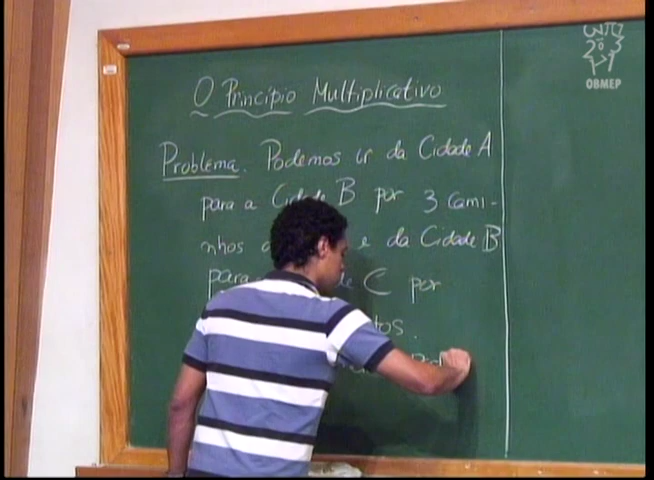 OBMEP
O Princípio Multiplicativo
Problema. Podemos ir da Cidade A
para a Cidade B por 3 cami-
nhos e da Cidade B
para C por
tos.